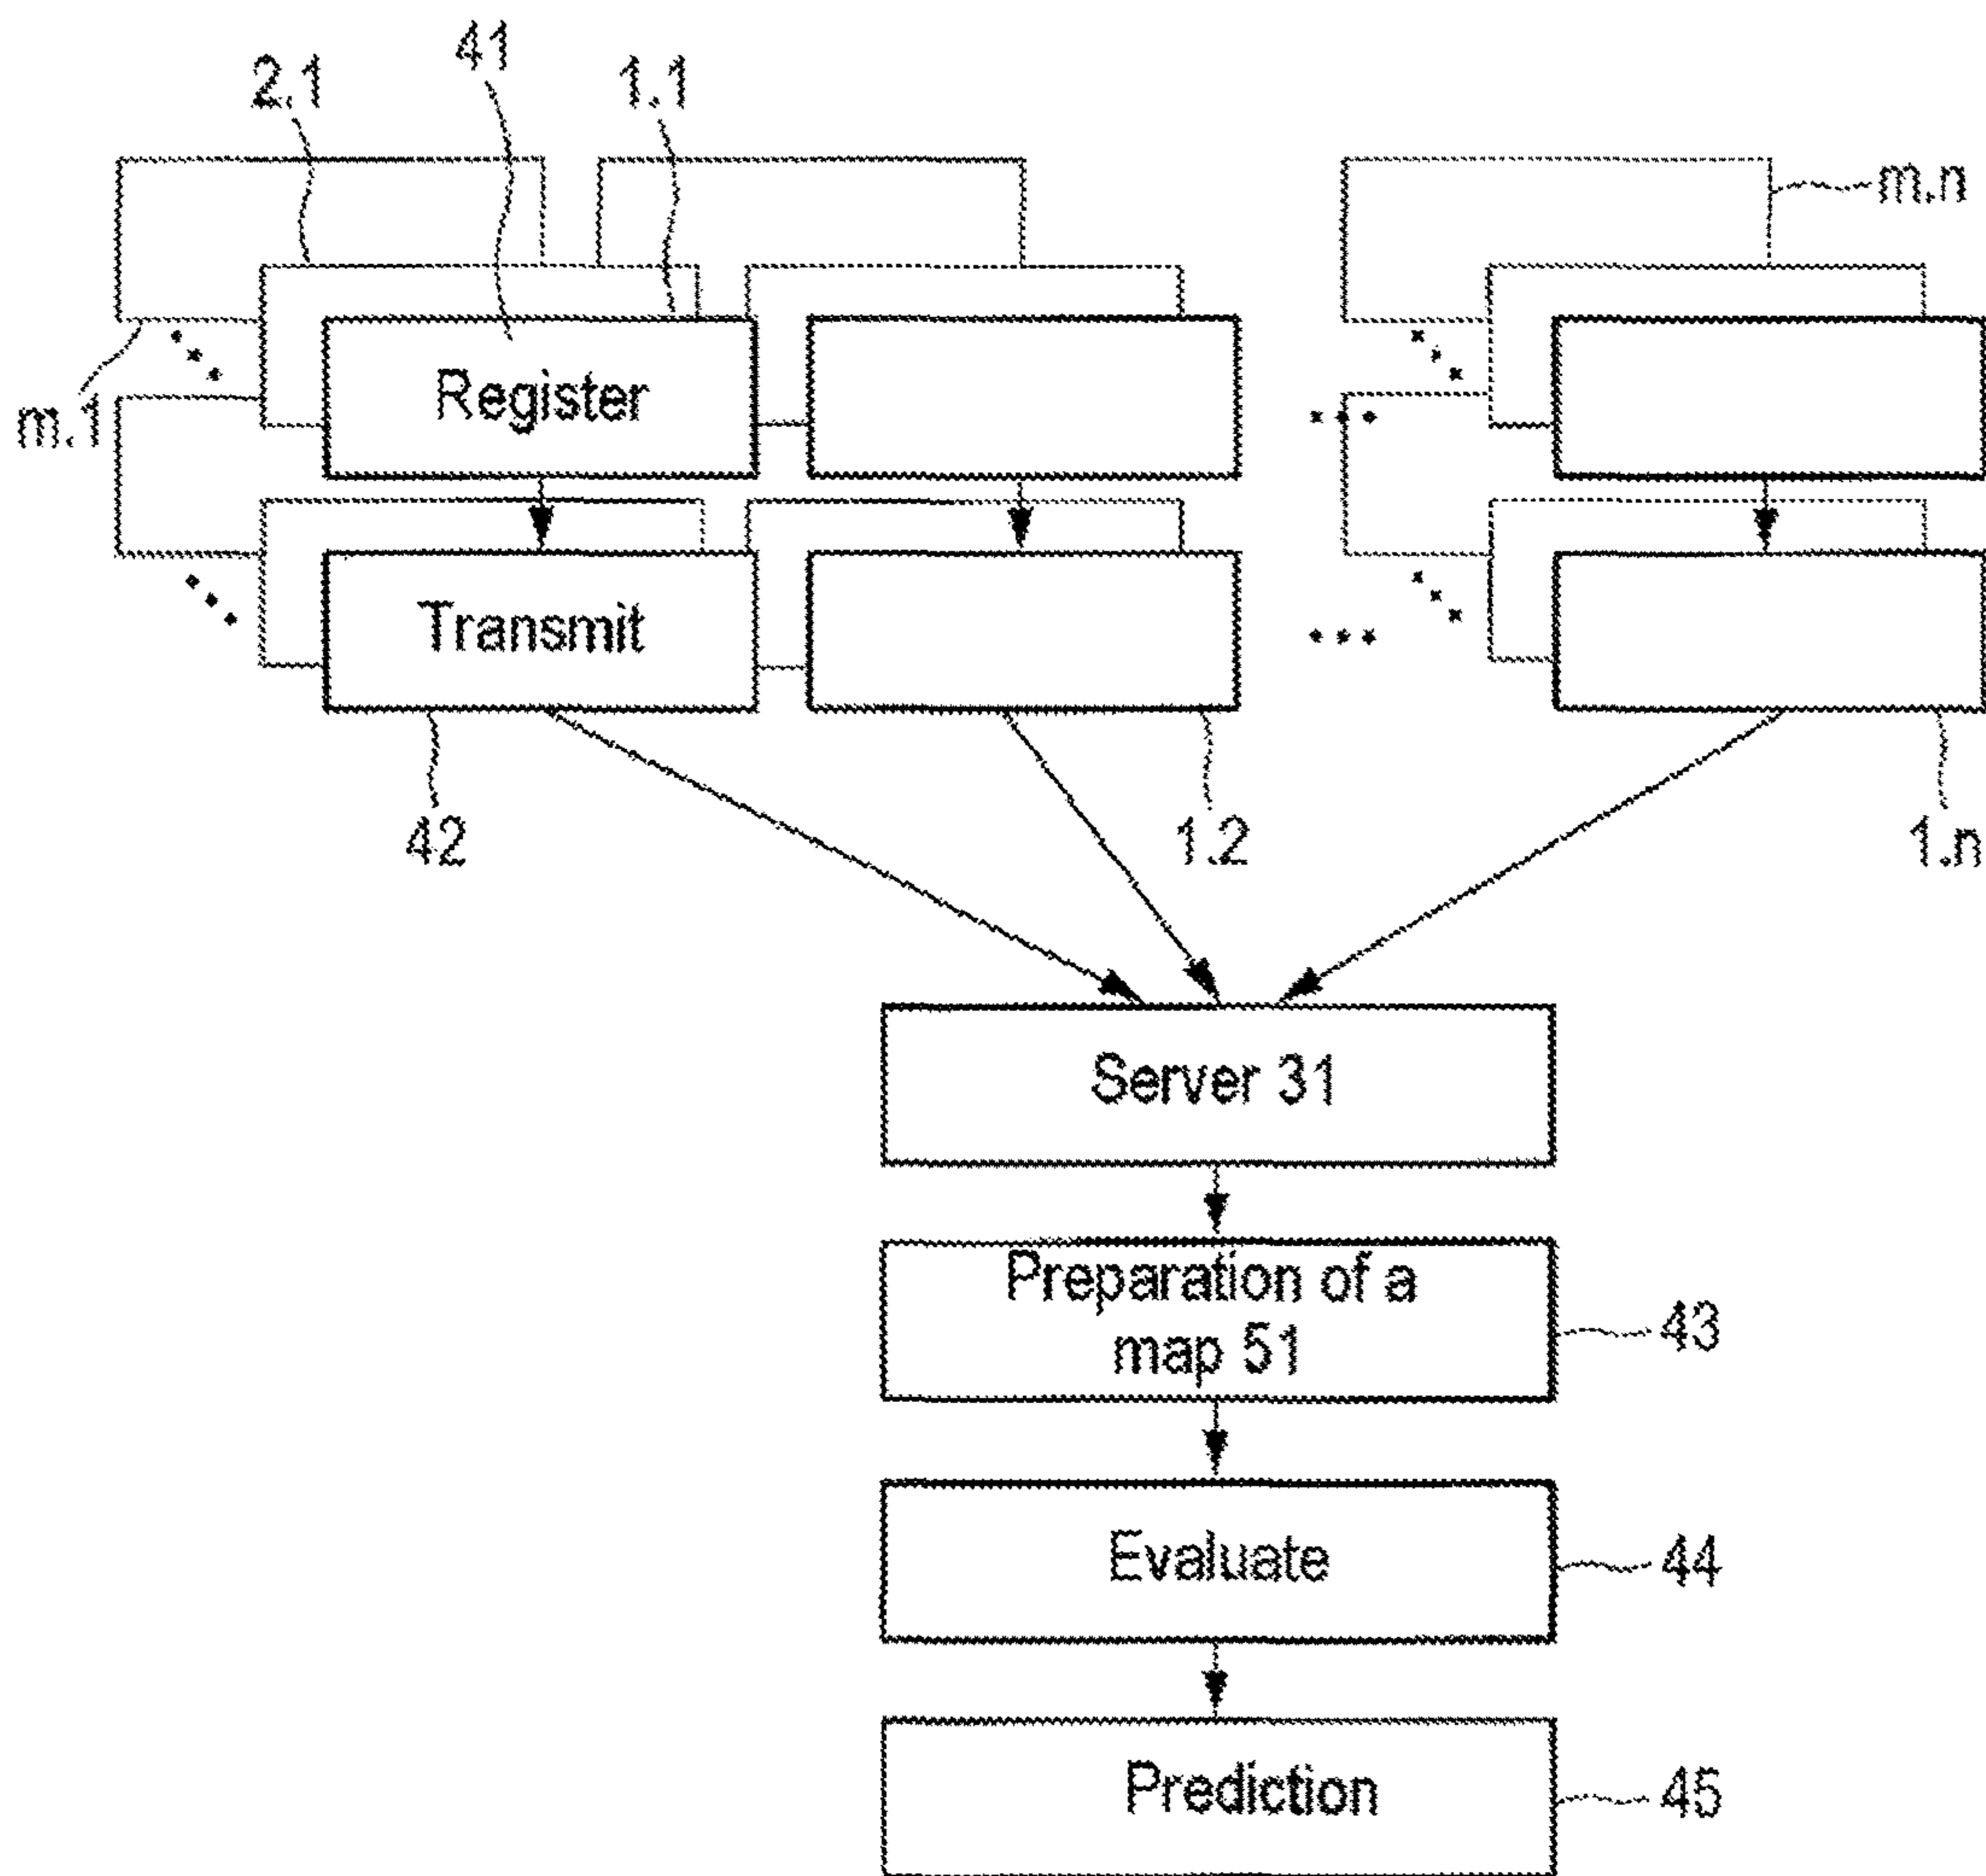 41
2.1
1.1
m.n
Register
m.1
Transmit
42
1.2
1.n
Server 31
Preparation of a
map 51
43
Evaluate
44
Prediction
45